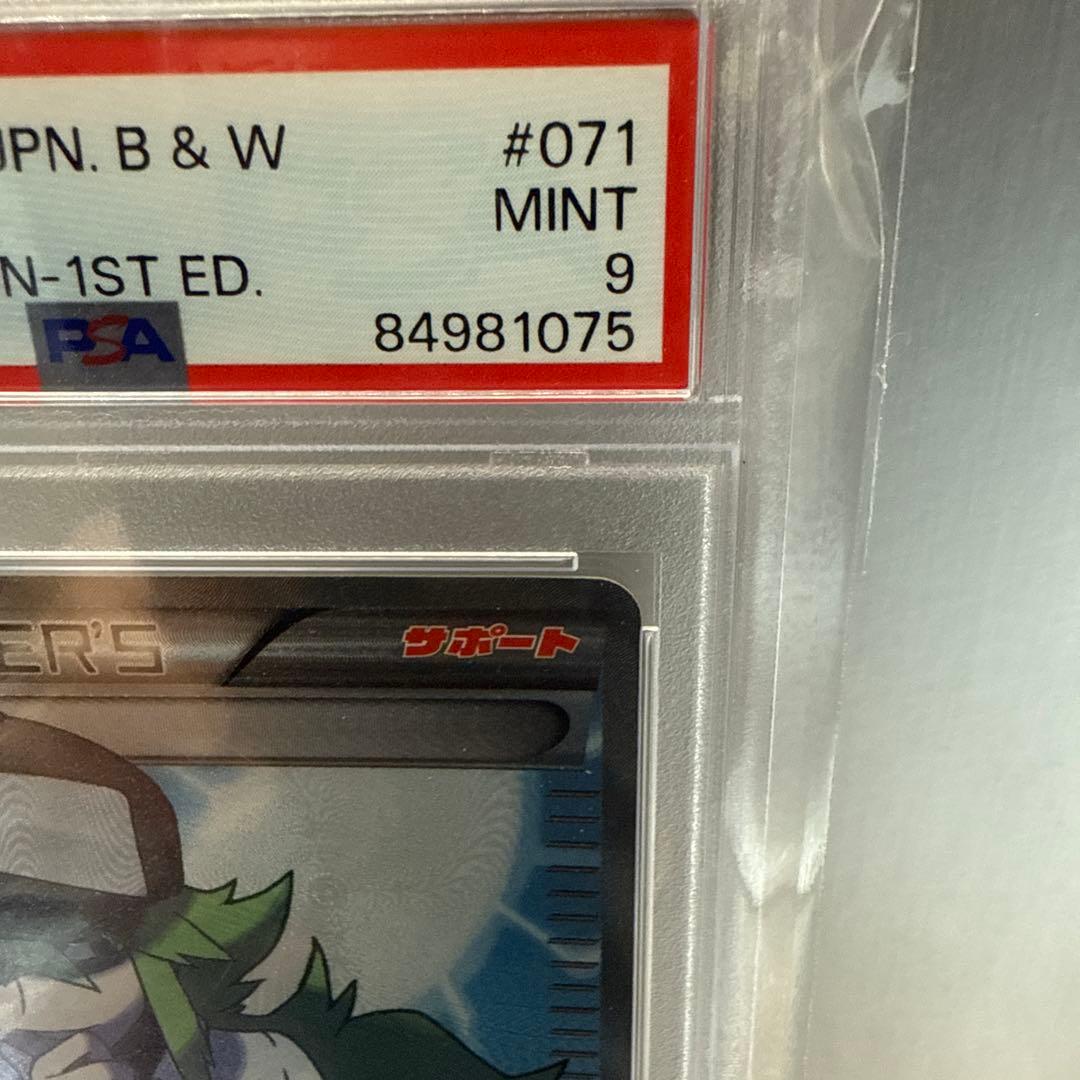 JPN. B & W #071
MINT
N-1ST ED. 9
PSA 84981075
ER'S サポート